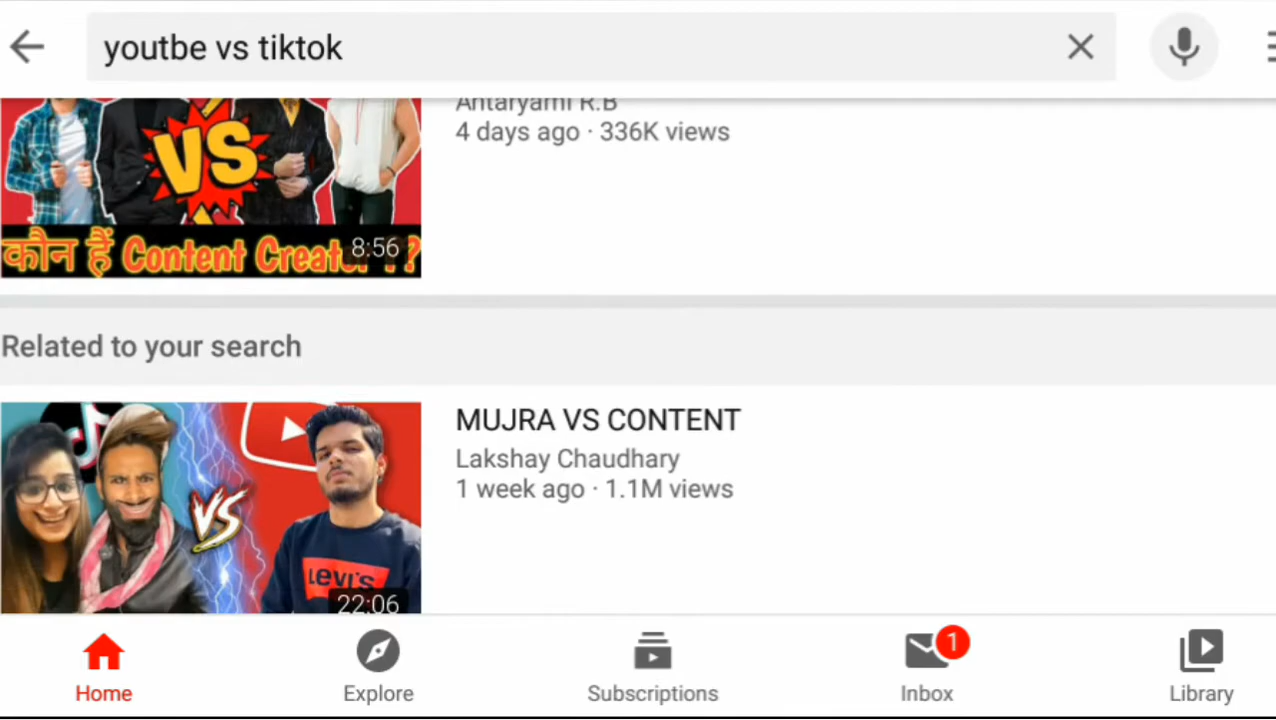 youtbe vs tiktok
Antaryami R.B
4 days ago · 336K views
VS
कौन हैं Content Creator ??
8:56
Related to your search
MUJRA VS CONTENT
Lakshay Chaudhary
1 week ago · 1.1M views
VS
LEVI'S
22:06
1
Home
Explore
Subscriptions
Inbox
Library